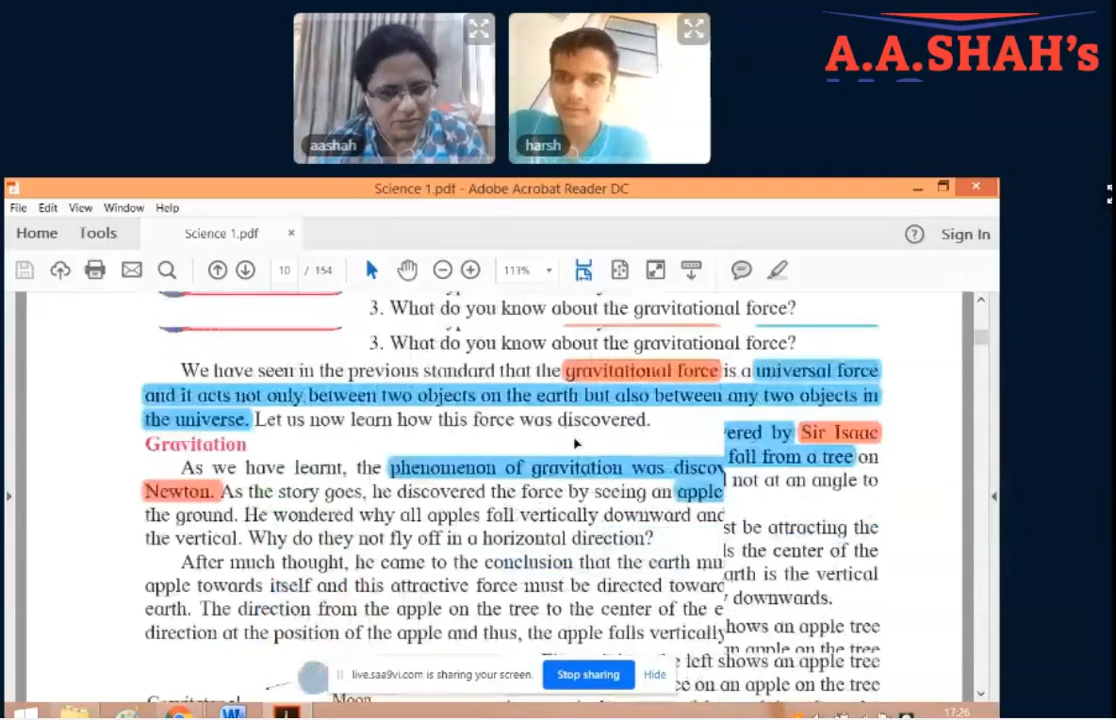 A.A.SHAH's
aashah
harsh
Science 1.pdf - Adobe Acrobat Reader DC
File Edit View Window Help
Home Tools Science 1.pdf × ? Sign In
10 / 154 113%
3. What do you know about the gravitational force?
3. What do you know about the gravitational force?
We have seen in the previous standard that the gravitational force is a universal force
and it acts not only between two objects on the earth but also between any two objects in
the universe. Let us now learn how this force was discovered.
ered by Sir Isaac
Gravitation
fall from a tree on
As we have learnt, the phenomenon of gravitation was discov
not at an angle to
Newton. As the story goes, he discovered the force by seeing an apple
the ground. He wondered why all apples fall vertically downward and
st be attracting the
the vertical. Why do they not fly off in a horizontal direction?
s the center of the
After much thought, he came to the conclusion that the earth mu
arth is the vertical
apple towards itself and this attractive force must be directed toward
downwards.
earth. The direction from the apple on the tree to the center of the e
hows an apple tree
direction at the position of the apple and thus, the apple falls vertically
n apple on the tree
e left shows an apple tree
live.saa9vi.com is sharing your screen. Stop sharing Hide
ce on an apple on the tree
Moon
17:26